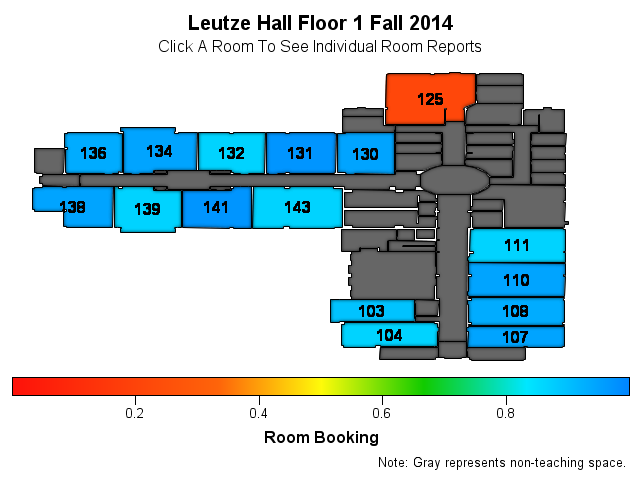 Leutze Hall Floor 1 Fall 2014
Click A Room To See Individual Room Reports
125
136 134 132 131 130
138 139 141 143
111
110
103 108
104 107
0.2 0.4 0.6 0.8
Room Booking
Note: Gray represents non-teaching space.